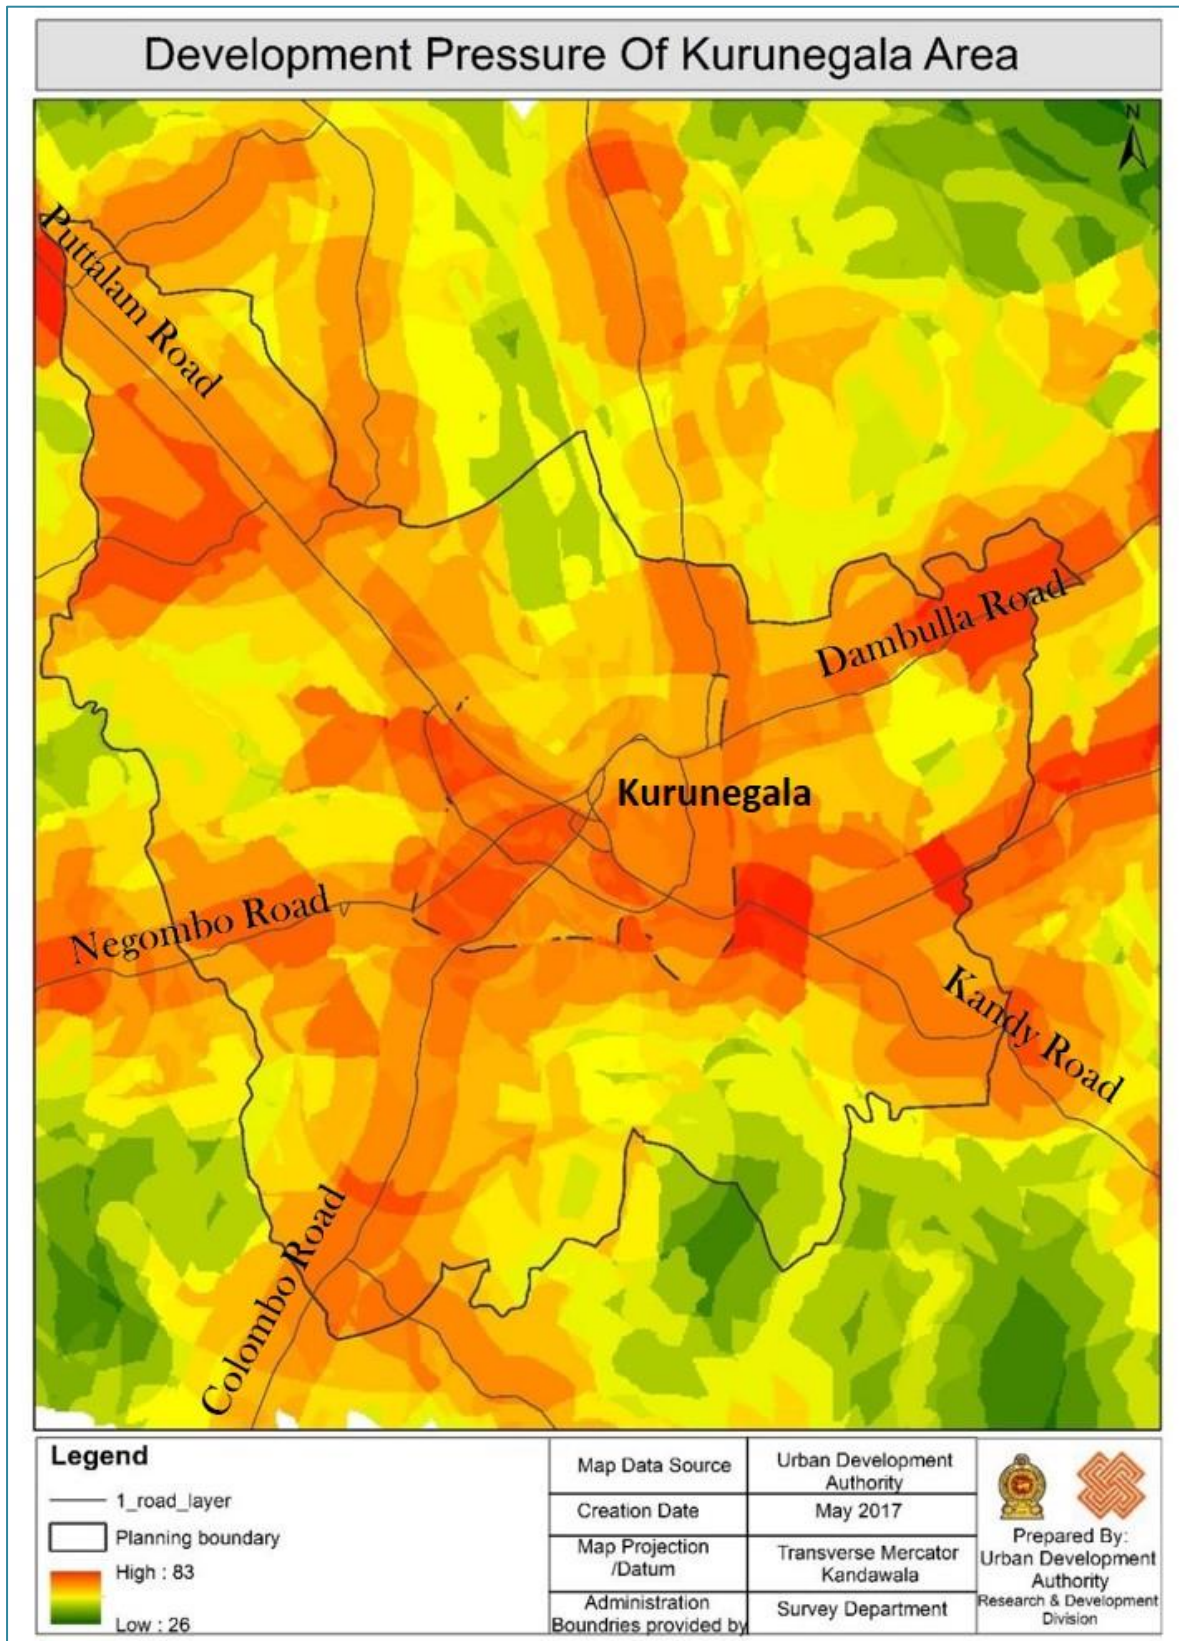 Development Pressure Of Kurunegala Area
N
Puttalam Road
Dambulla Road
Kurunegala
Negombo Road
Kandy Road
Colombo Road
Legend
1_road_layer
Planning boundary
High : 83
Low : 26
Map Data Source
Urban Development
Authority
Creation Date
May 2017
Map Projection
/Datum
Transverse Mercator
Kandawala
Administration
Boundries provided by
Survey Department
Prepared By:
Urban Development
Authority
Research & Development
Division